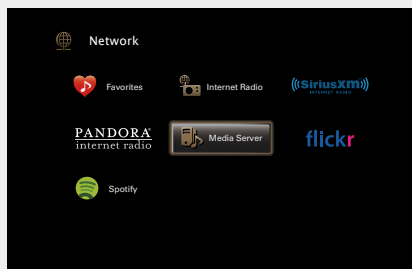 Network
Favorites
Internet Radio
((SiriusXM))
INTERNET RADIO
PANDORA®
internet radio
Media Server
flickr
Spotify